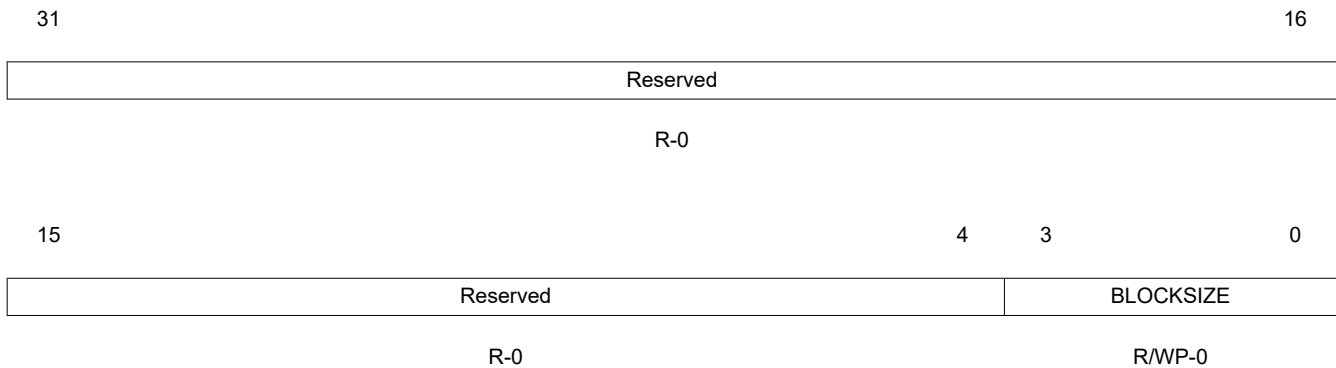 31 16
Reserved
R-0
15 4 3 0
Reserved BLOCKSIZE
R-0 R/WP-0